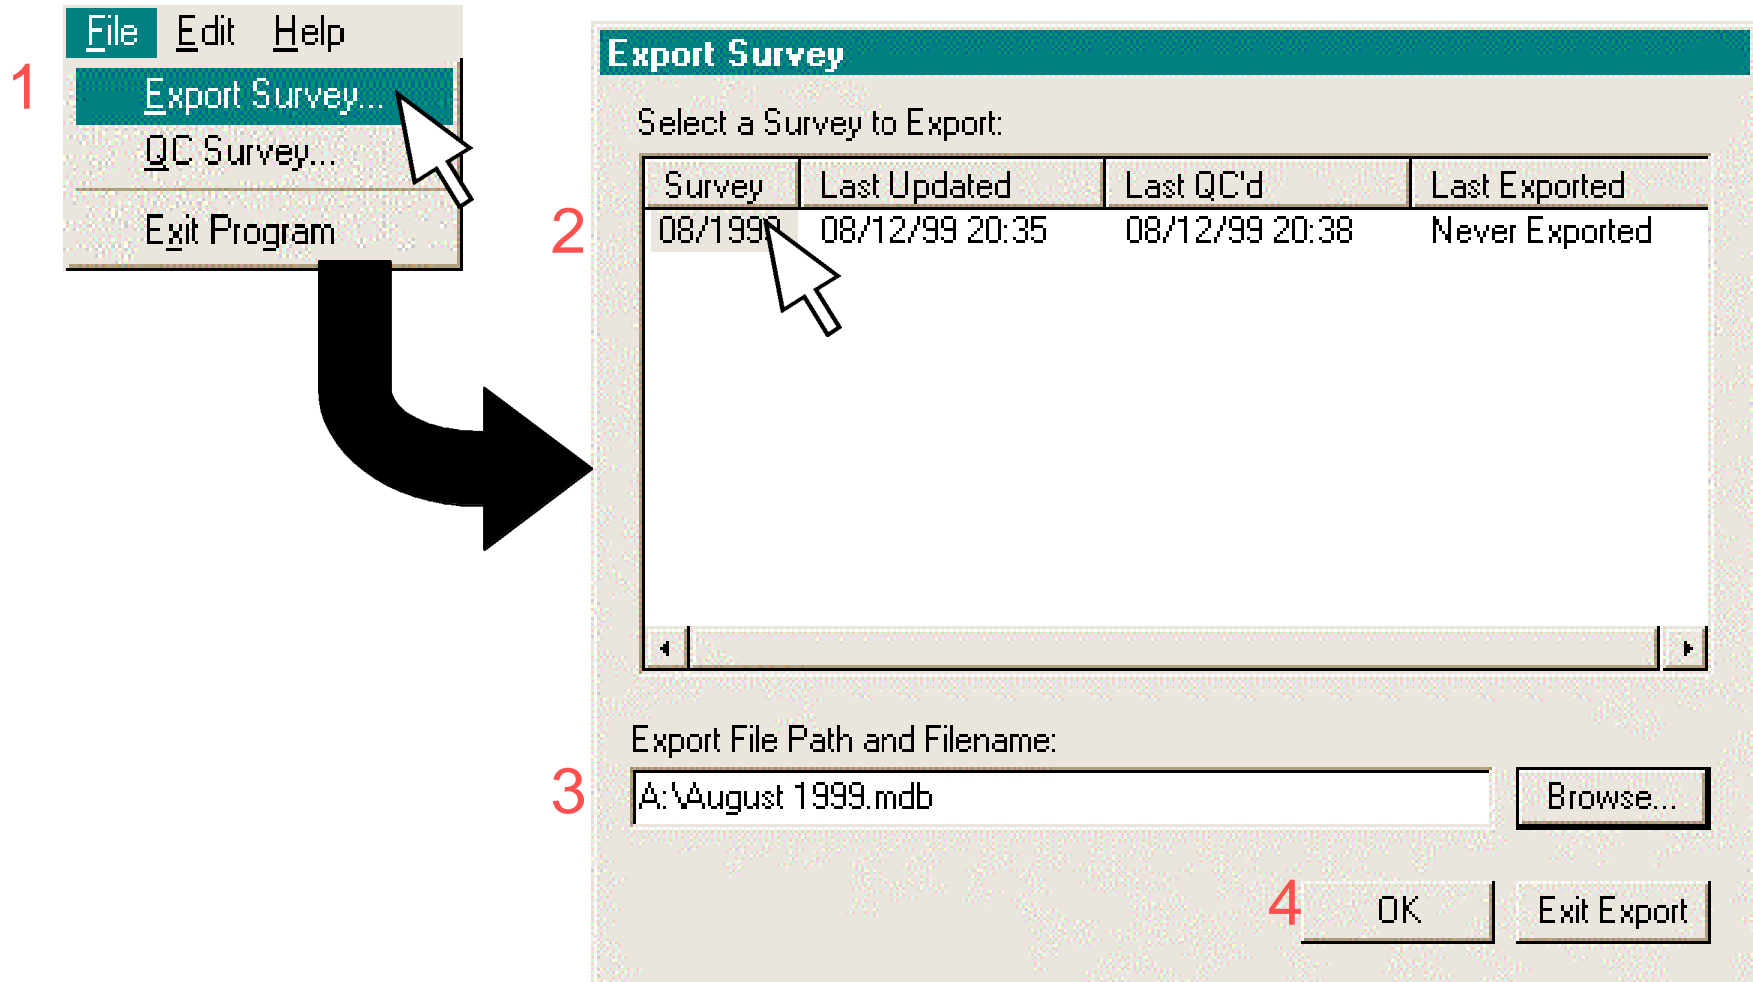 File Edit Help
1 Export Survey...
QC Survey...
Exit Program
Export Survey
Select a Survey to Export:
Survey Last Updated Last QC'd Last Exported
2 08/1999 08/12/99 20:35 08/12/99 20:38 Never Exported
Export File Path and Filename:
3 A:\August 1999.mdb Browse...
4 OK Exit Export